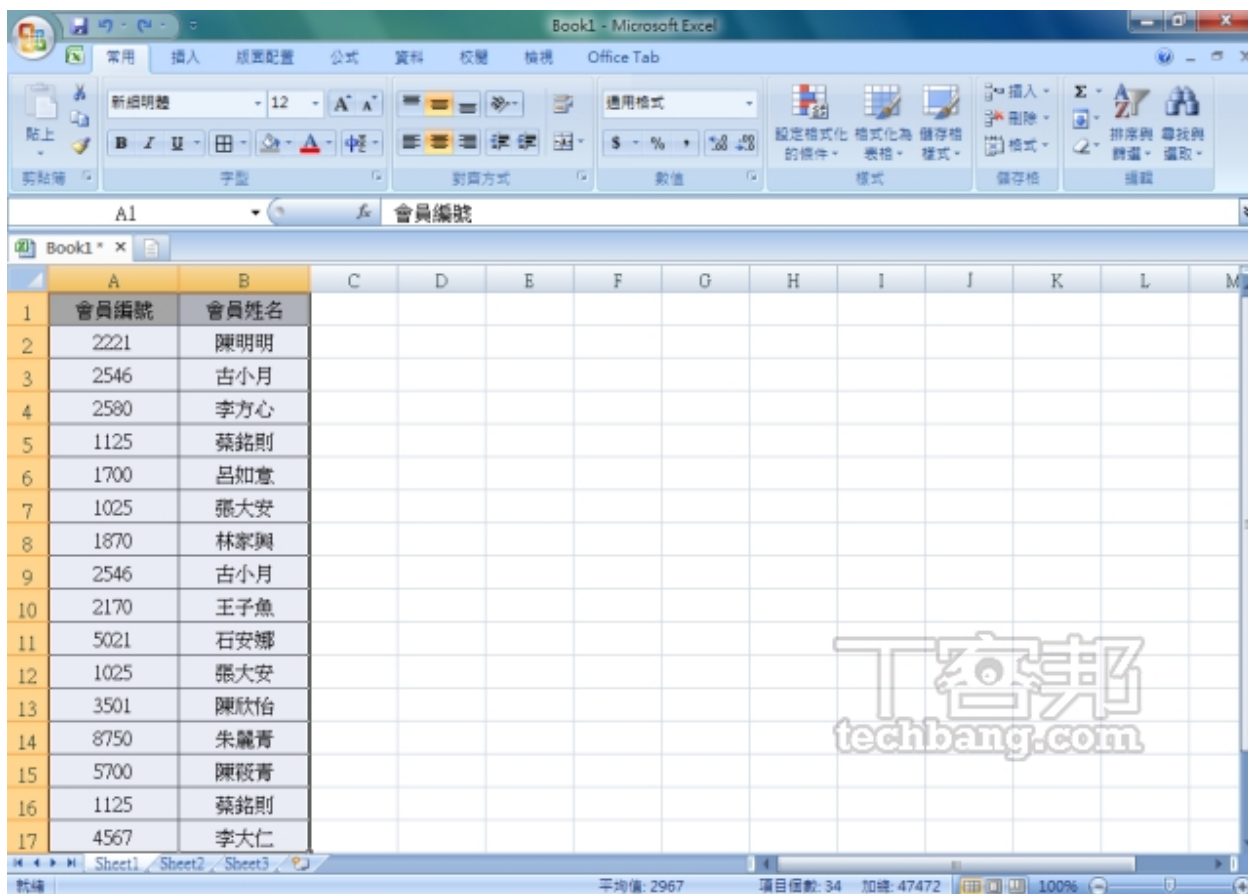 Book1 - Microsoft Excel
常用 插入 版面配置 公式 資料 校閱 檢視 Office Tab
新細明體 12 A A 通用格式 插入 Σ
貼上 B I U A 中 $ % , .0 .00 設定格式化的條件 格式化為表格 儲存格樣式 刪除 格式 排序與篩選 尋找與選取
剪貼簿 字型 對齊方式 數值 樣式 儲存格 編輯
A1 fx 會員編號
Book1 *
A B C D E F G H I J K L M
1 會員編號 會員姓名
2 2221 陳明明
3 2546 古小月
4 2580 李方心
5 1125 蔡銘則
6 1700 呂如意
7 1025 張大安
8 1870 林家興
9 2546 古小月
10 2170 王子魚
11 5021 石安娜
12 1025 張大安
13 3501 陳欣怡
14 8750 朱麗青
15 5700 陳筱青
16 1125 蔡銘則
17 4567 李大仁
T客邦
techbang.com
Sheet1 Sheet2 Sheet3
就緒 平均值: 2967 項目個數: 34 加總: 47472 100%